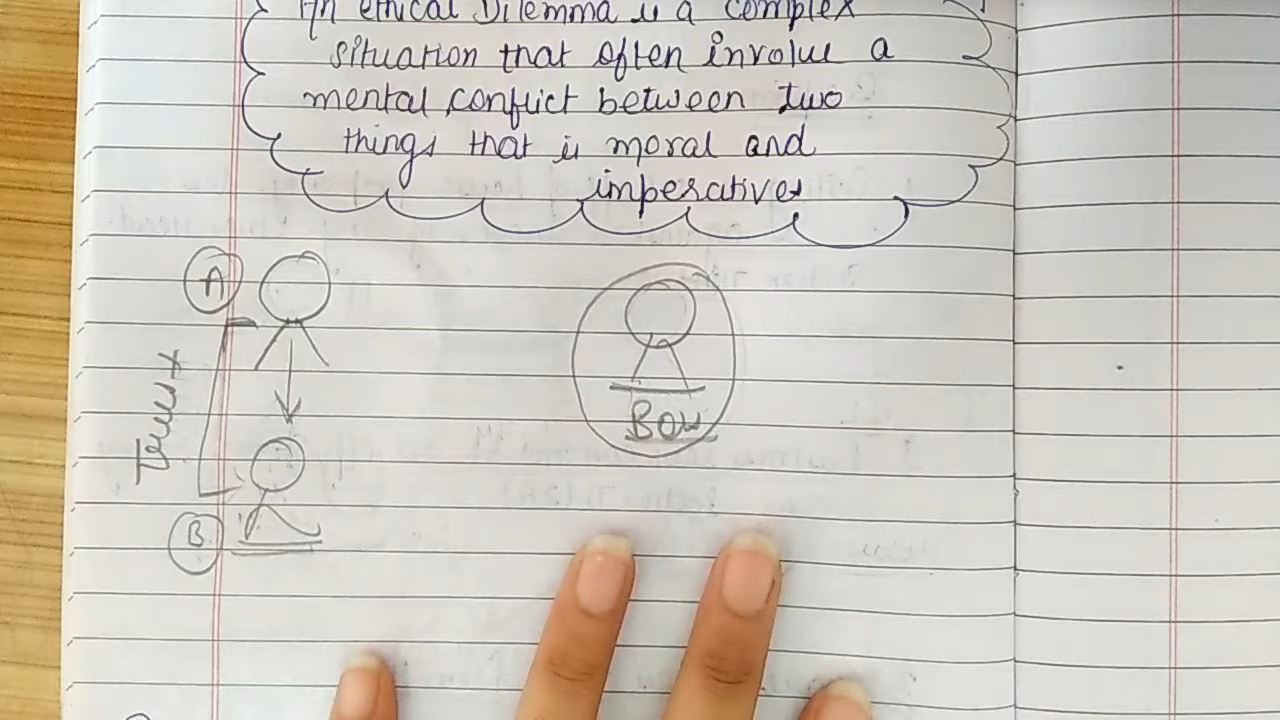 An ethical Dilemma is a complex
situation that often involve a
mental conflict between two
things that is moral and
imperatives
A
B
Bow